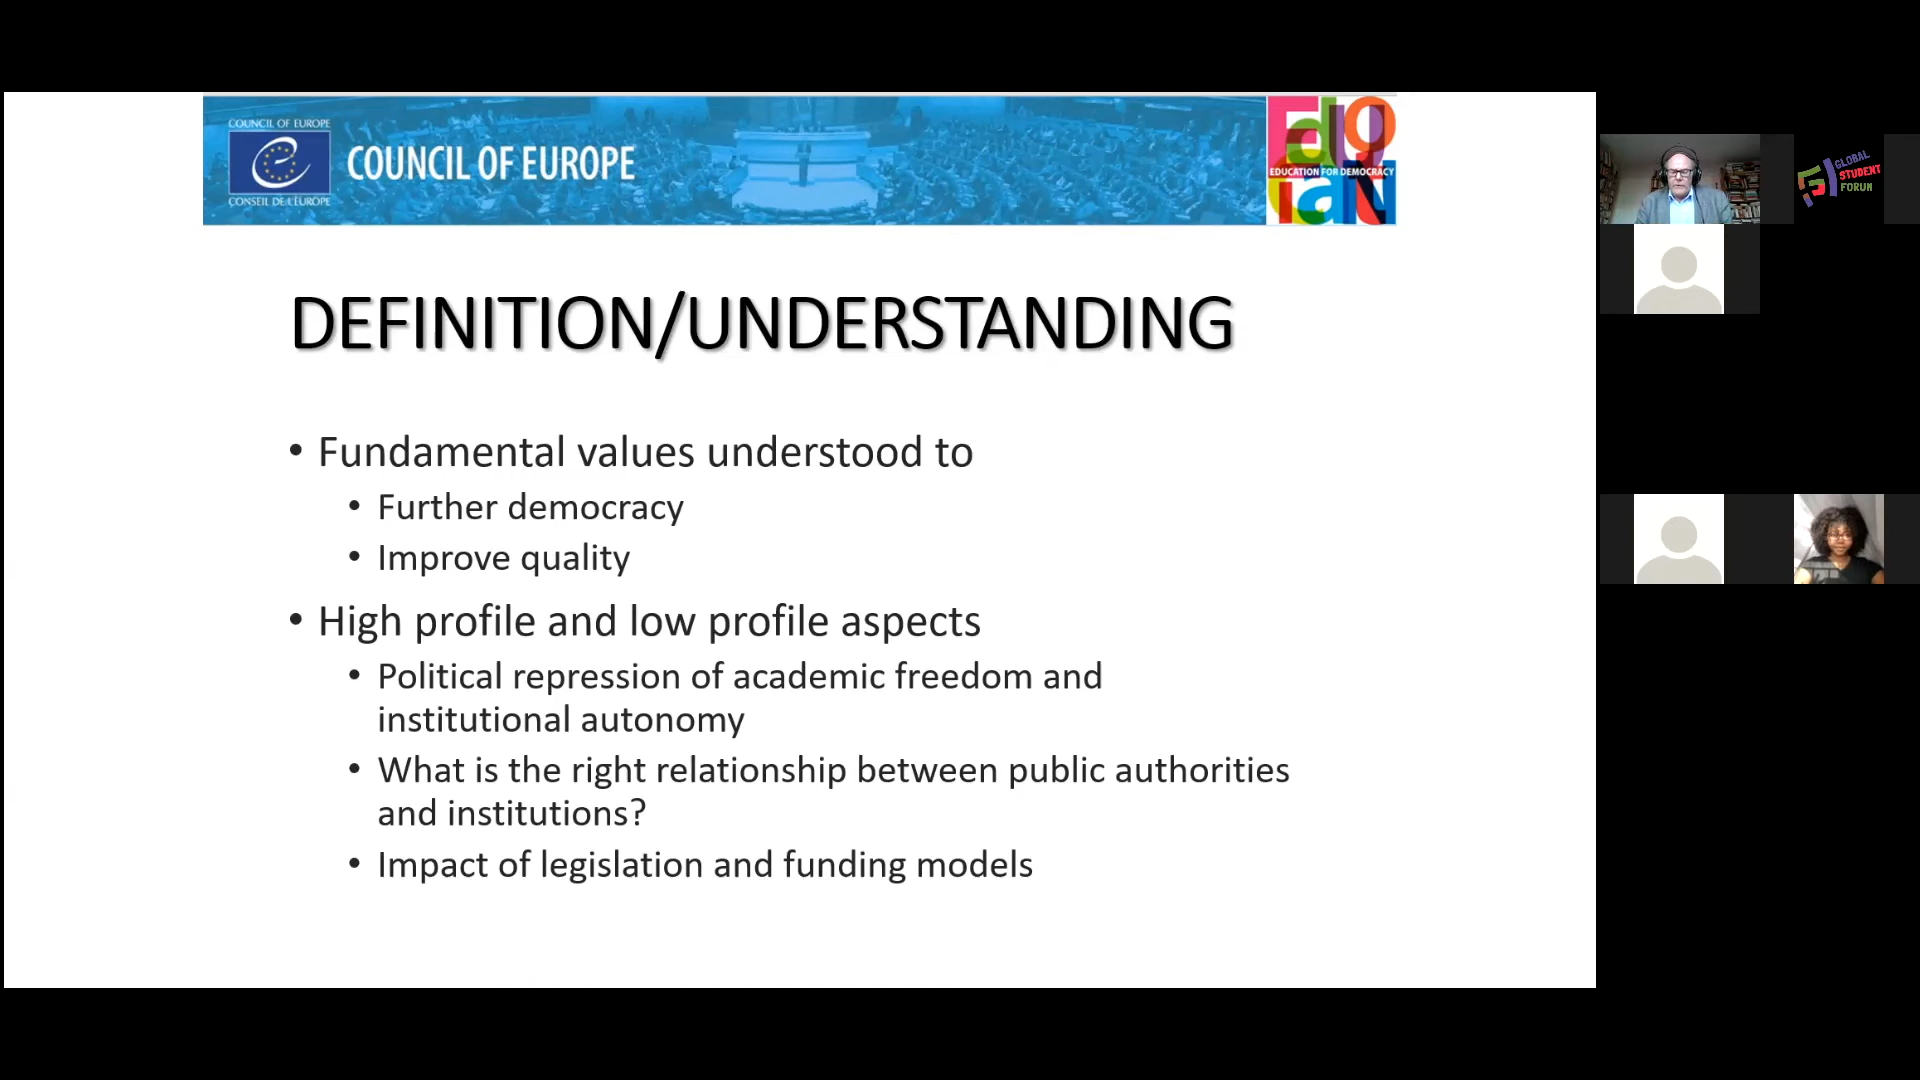 COUNCIL OF EUROPE
COUNCIL OF EUROPE
CONSEIL DE L'EUROPE
EDUCATION FOR DEMOCRACY
GLOBAL
STUDENT
FORUM
DEFINITION/UNDERSTANDING
• Fundamental values understood to
• Further democracy
• Improve quality
• High profile and low profile aspects
• Political repression of academic freedom and
institutional autonomy
• What is the right relationship between public authorities
and institutions?
• Impact of legislation and funding models